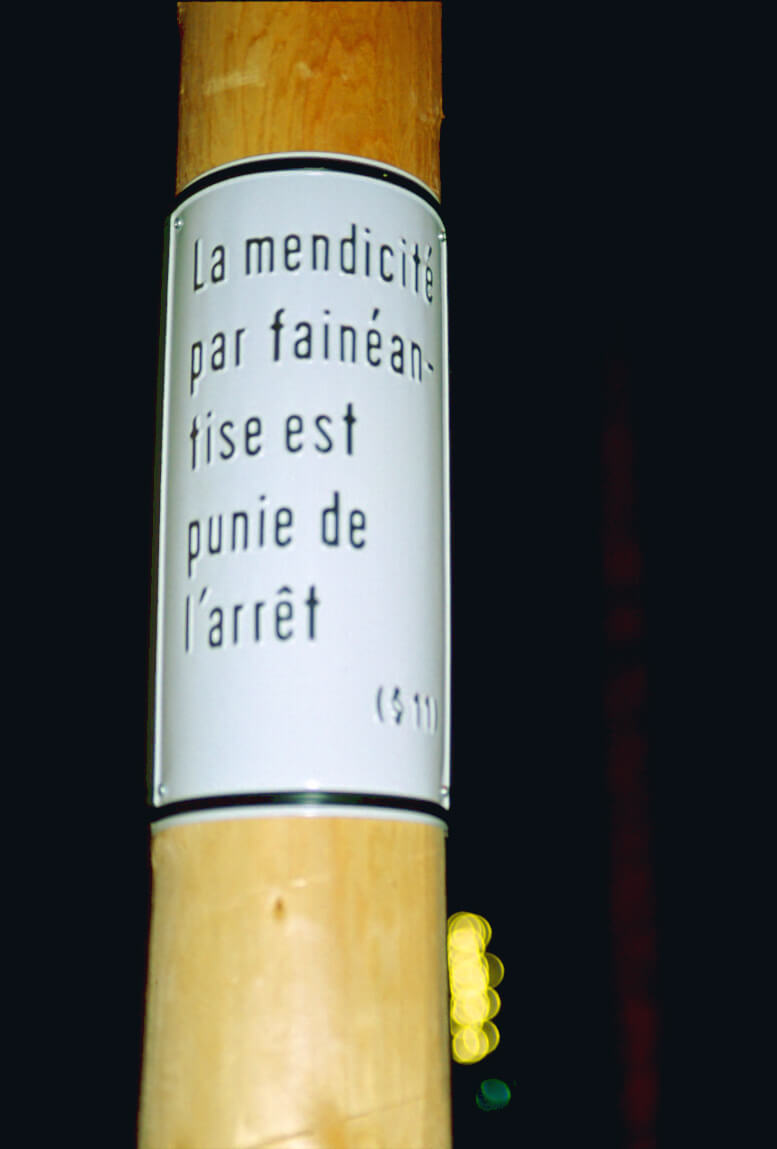 La mendicité
par fainéan-
tise est
punie de
l'arrêt
(§ 11)